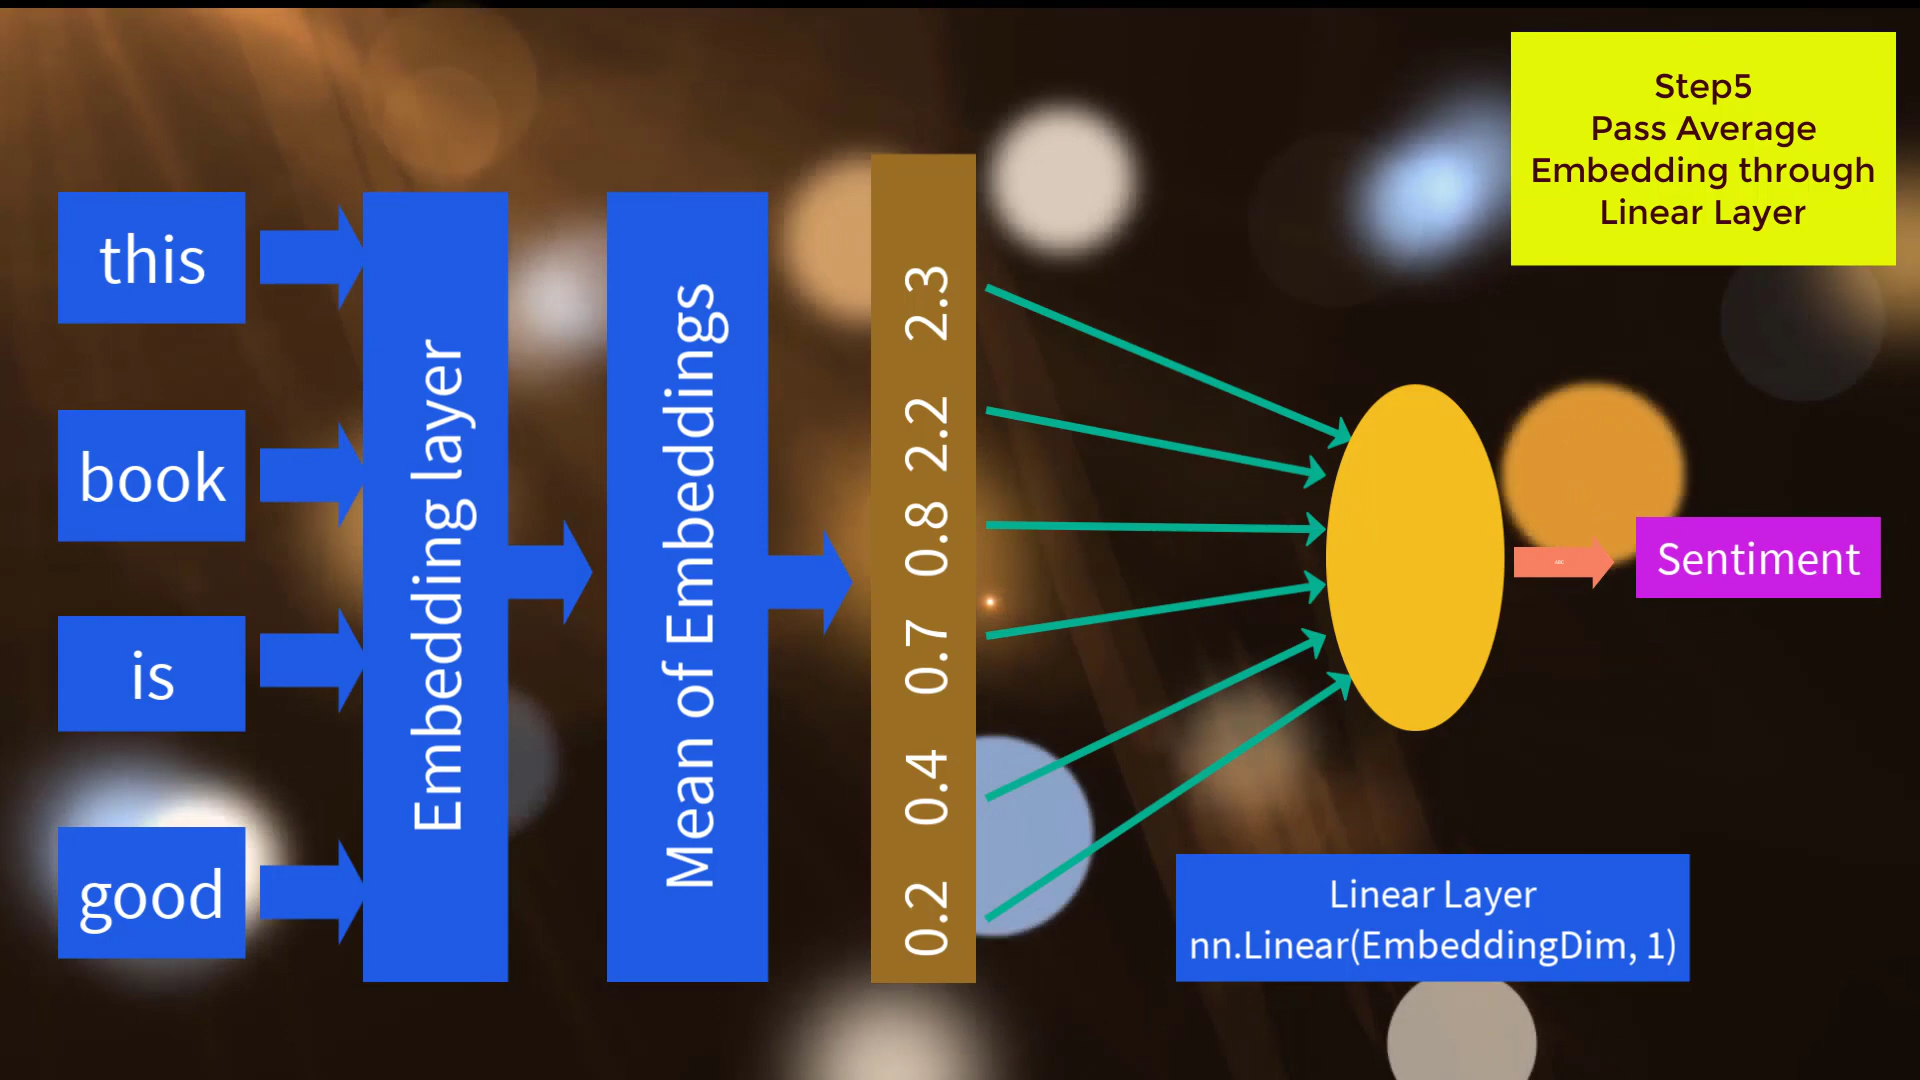 Step5
Pass Average
Embedding through
Linear Layer
this
book
is
good
Embedding layer
Mean of Embeddings
0.2 0.4 0.7 0.8 2.2 2.3
Sentiment
Linear Layer
nn.Linear(EmbeddingDim, 1)